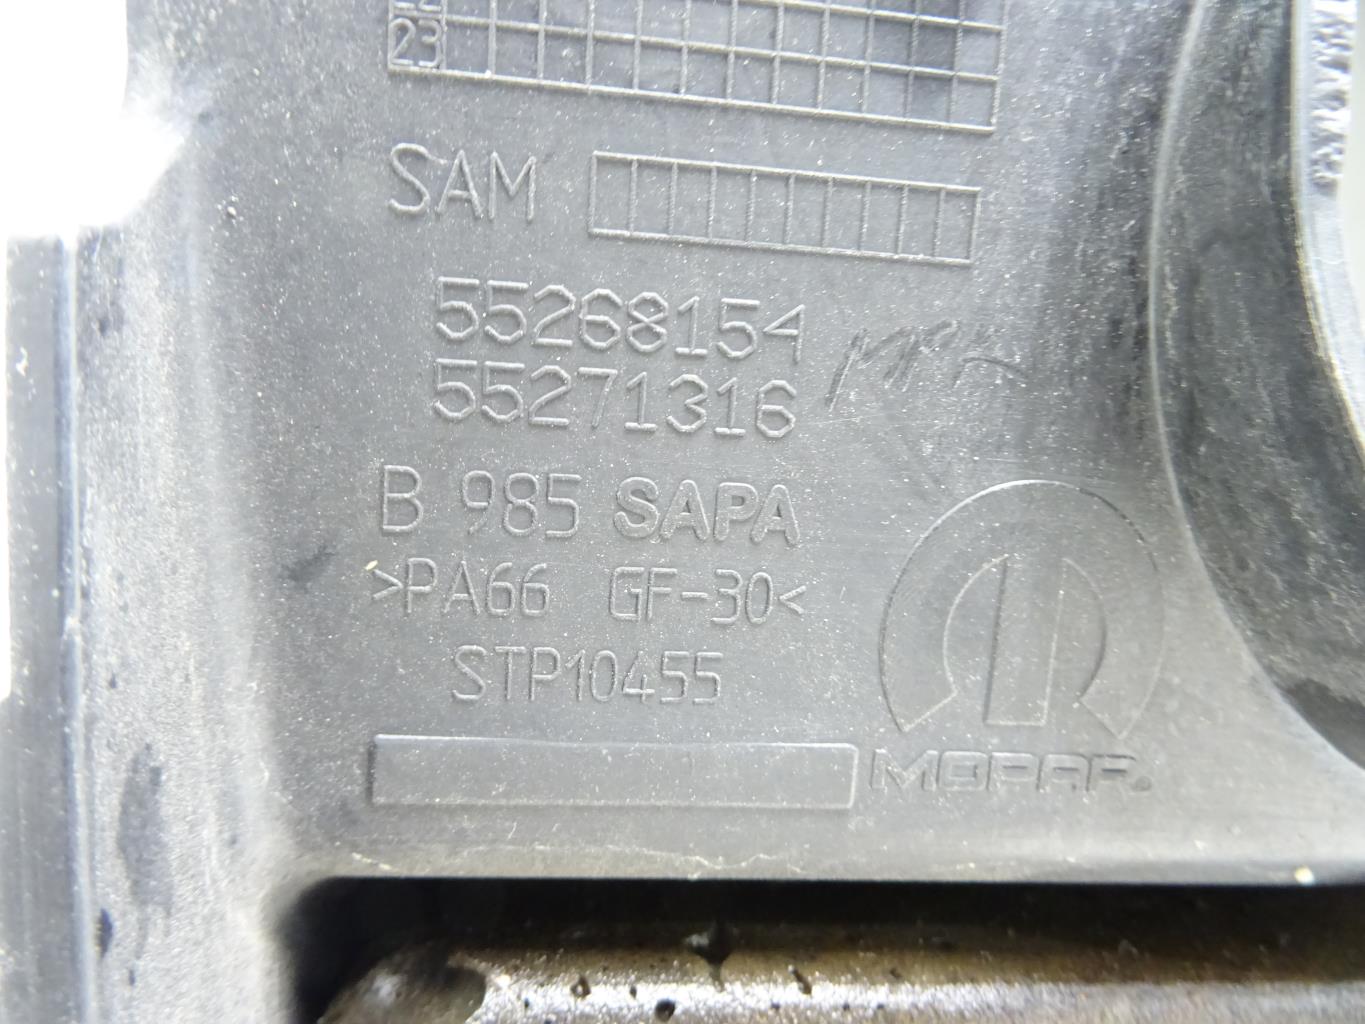 23
SAM
55268154
55271316
B 985 SAPA
>PA66 GF-30<
STP10455
MOPAR